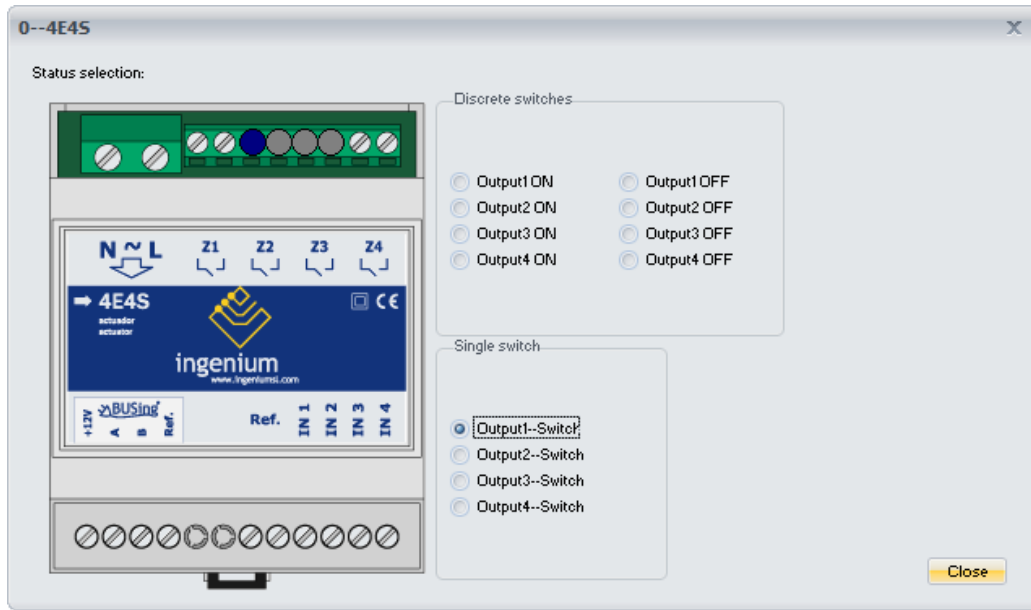 0--4E4S
X
Status selection:
N ~ L Z1 Z2 Z3 Z4
4E4S
actuador
actuator
CE
ingenium
www.ingeniumsl.com
+12V A B Ref.
BUSing
Ref. IN 1 IN 2 IN 3 IN 4
Discrete switches
Output1 ON Output1 OFF
Output2 ON Output2 OFF
Output3 ON Output3 OFF
Output4 ON Output4 OFF
Single switch
Output1--Switch
Output2--Switch
Output3--Switch
Output4--Switch
Close